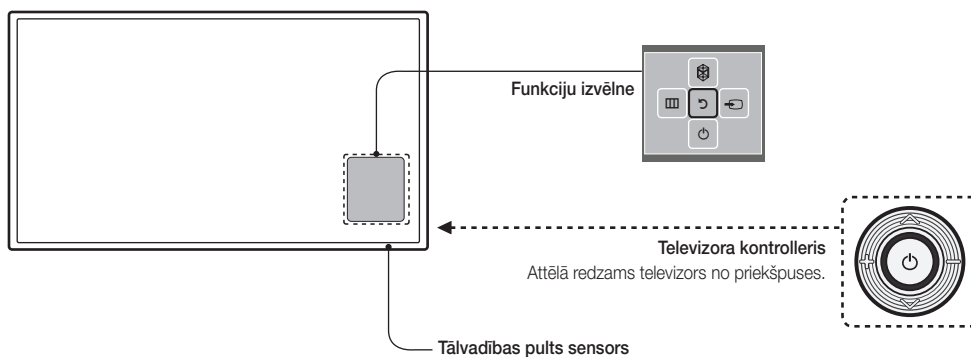 Funkciju izvēlne
Televizora kontrolleris
Attēlā redzams televizors no priekšpuses.
Tālvadības pults sensors